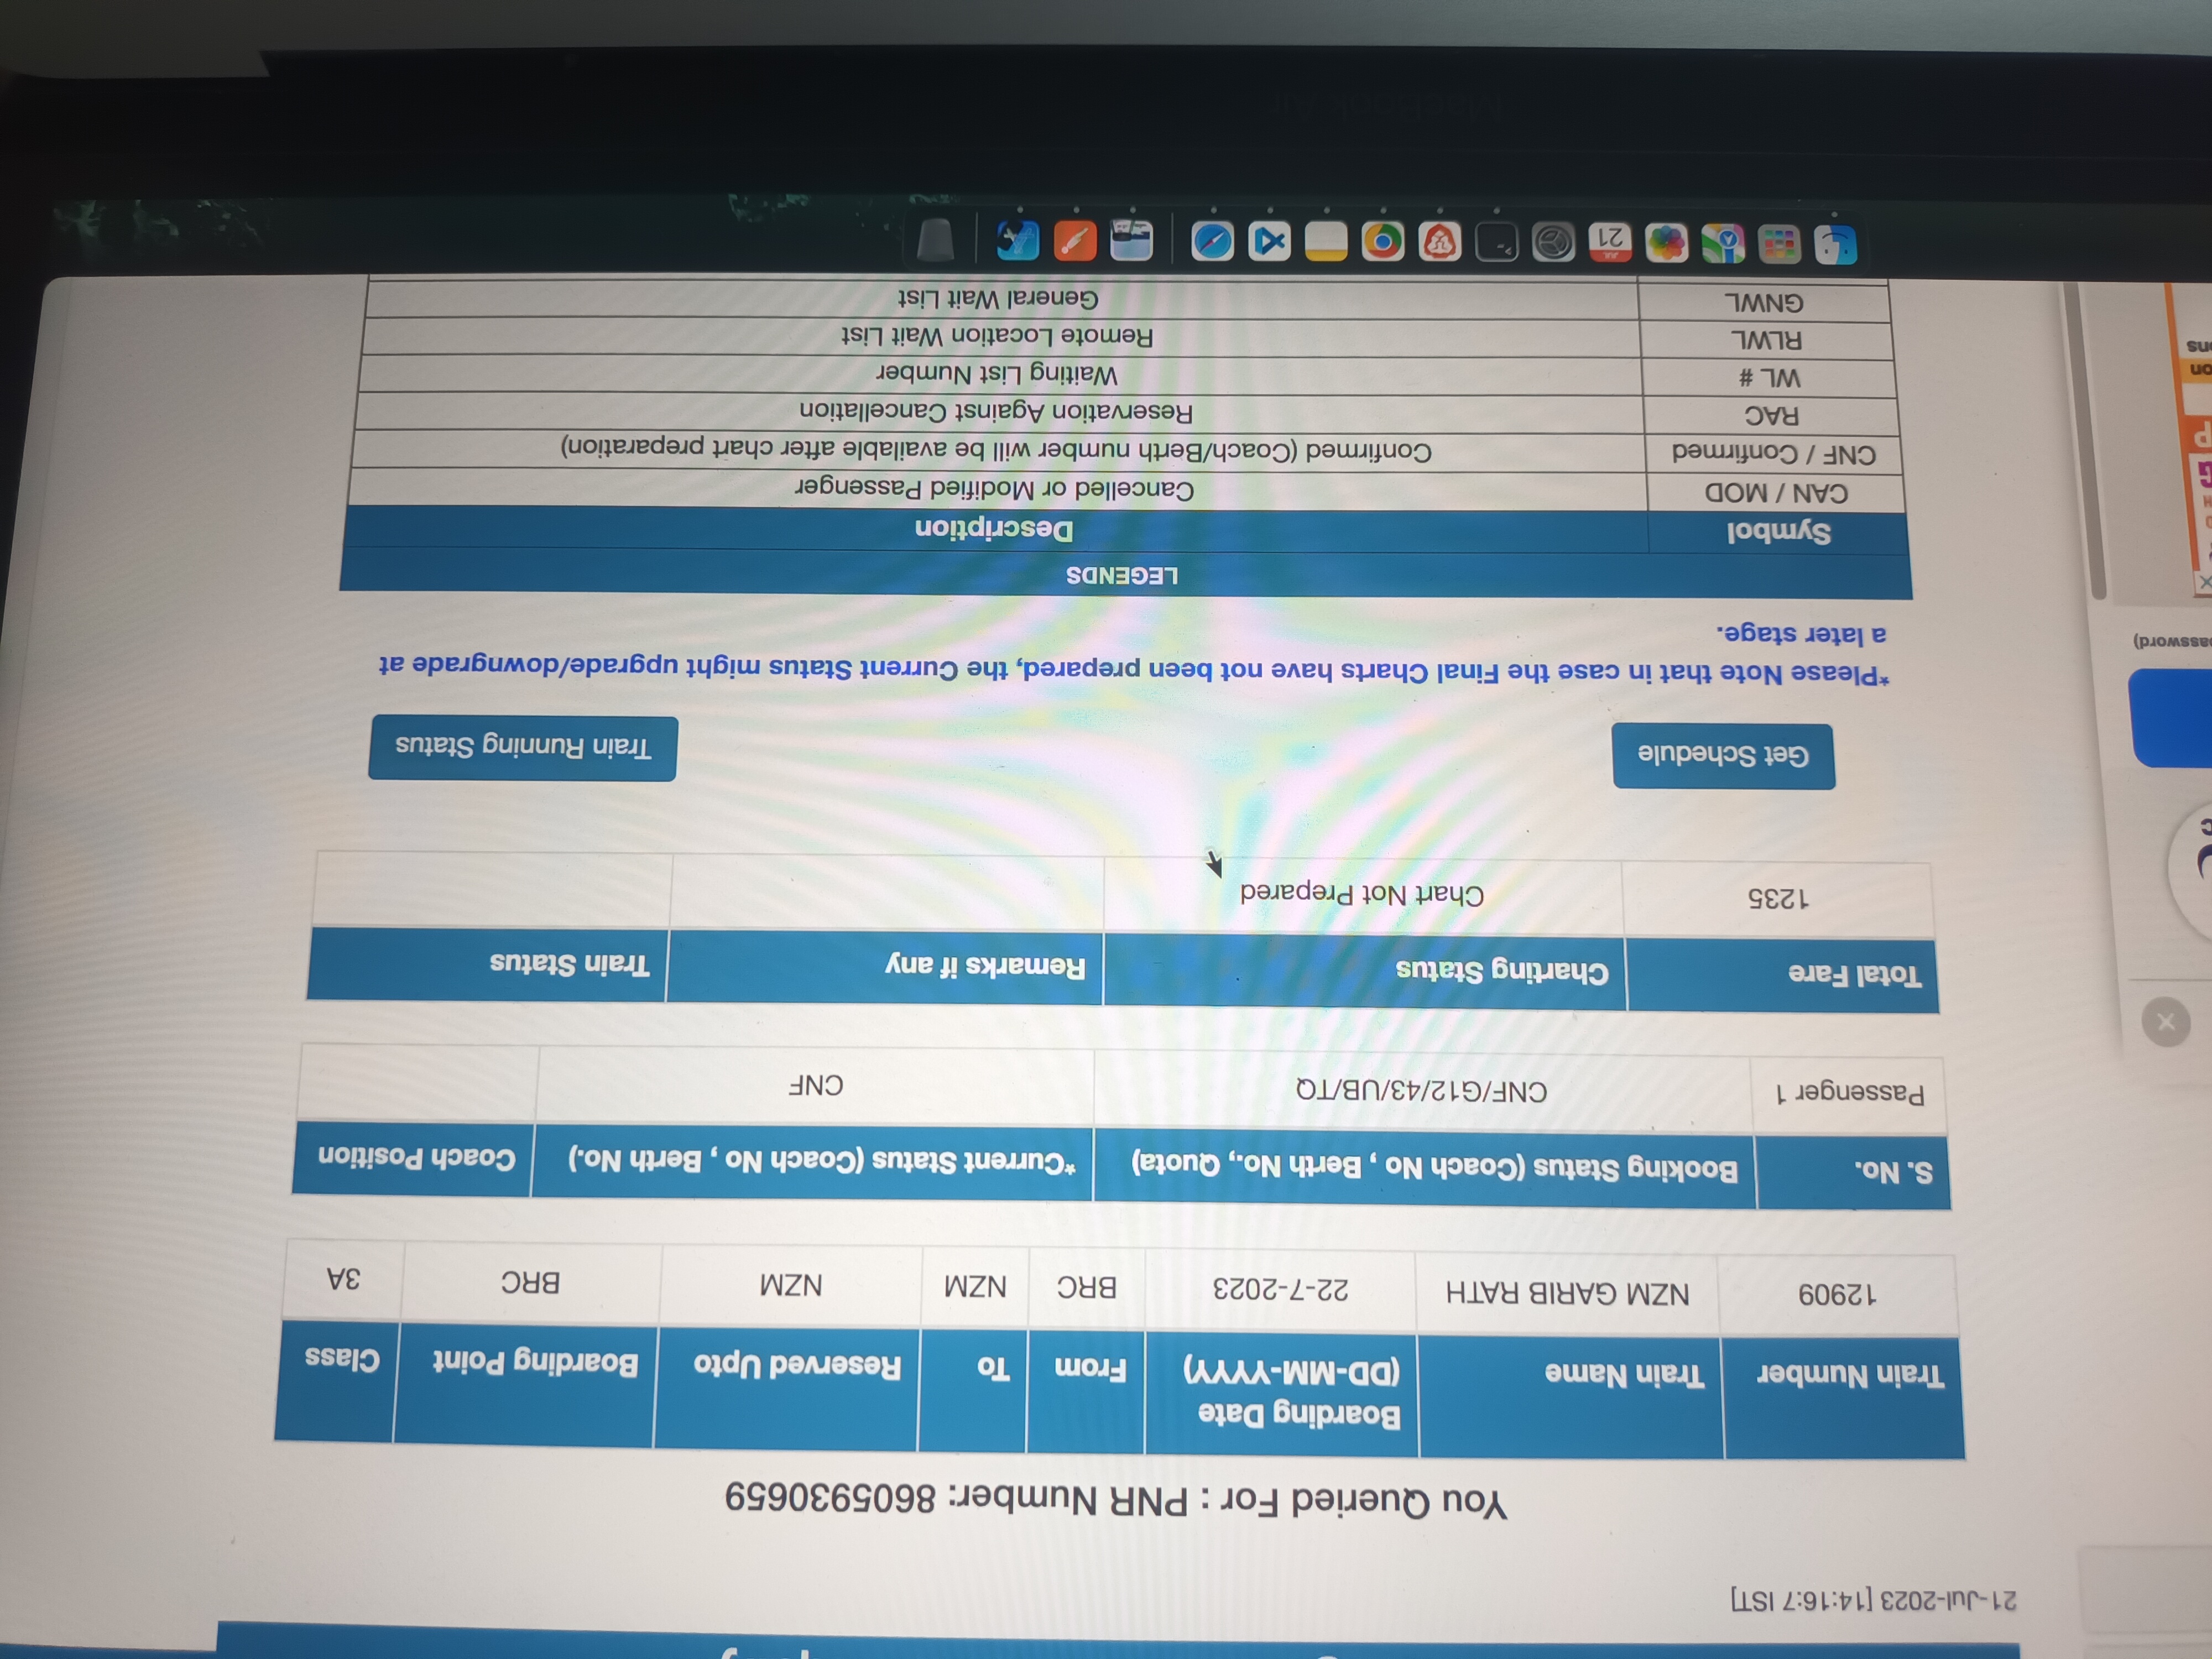 21-Jul-2023 [14:16:7 IST]
You Queried For : PNR Number: 8605930659
Train Number Train Name Boarding Date (DD-MM-YYYY) From To Reserved Upto Boarding Point Class
12909 NZM GARIB RATH 22-7-2023 BRC NZM NZM BRC 3A
S. No. Booking Status (Coach No , Berth No., Quota) *Current Status (Coach No , Berth No.) Coach Position
Passenger 1 CNF/G12/43/UB/TQ CNF
Total Fare Charting Status Remarks if any Train Status
1235 Chart Not Prepared
Get Schedule Train Running Status
*Please Note that in case the Final Charts have not been prepared, the Current Status might upgrade/downgrade at
a later stage.
LEGENDS
Symbol Description
CAN / MOD Cancelled or Modified Passenger
CNF / Confirmed Confirmed (Coach/Berth number will be available after chart preparation)
RAC Reservation Against Cancellation
WL # Waiting List Number
RLWL Remote Location Wait List
GNWL General Wait List
JUL
21
MacBook Air